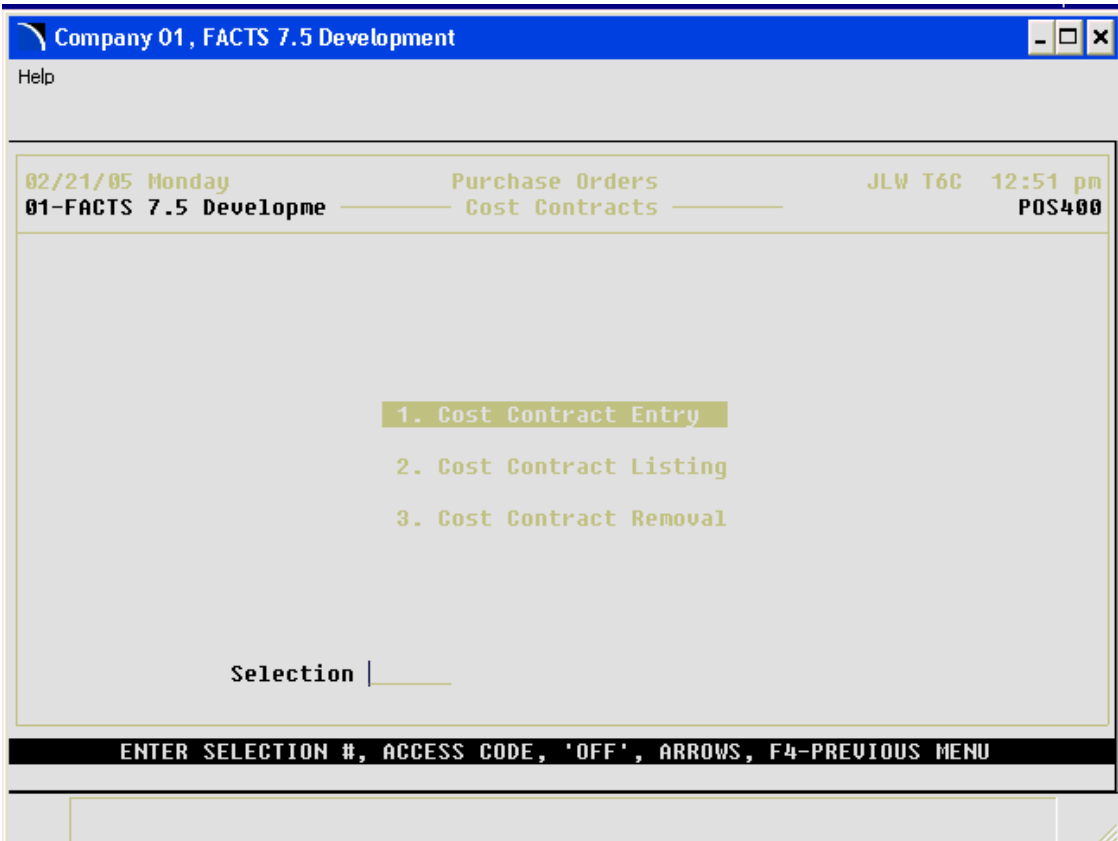 Company 01, FACTS 7.5 Development
Help
02/21/05 Monday Purchase Orders JLW T6C 12:51 pm
01-FACTS 7.5 Developme Cost Contracts POS400
1. Cost Contract Entry
2. Cost Contract Listing
3. Cost Contract Removal
Selection
ENTER SELECTION #, ACCESS CODE, 'OFF', ARROWS, F4-PREVIOUS MENU